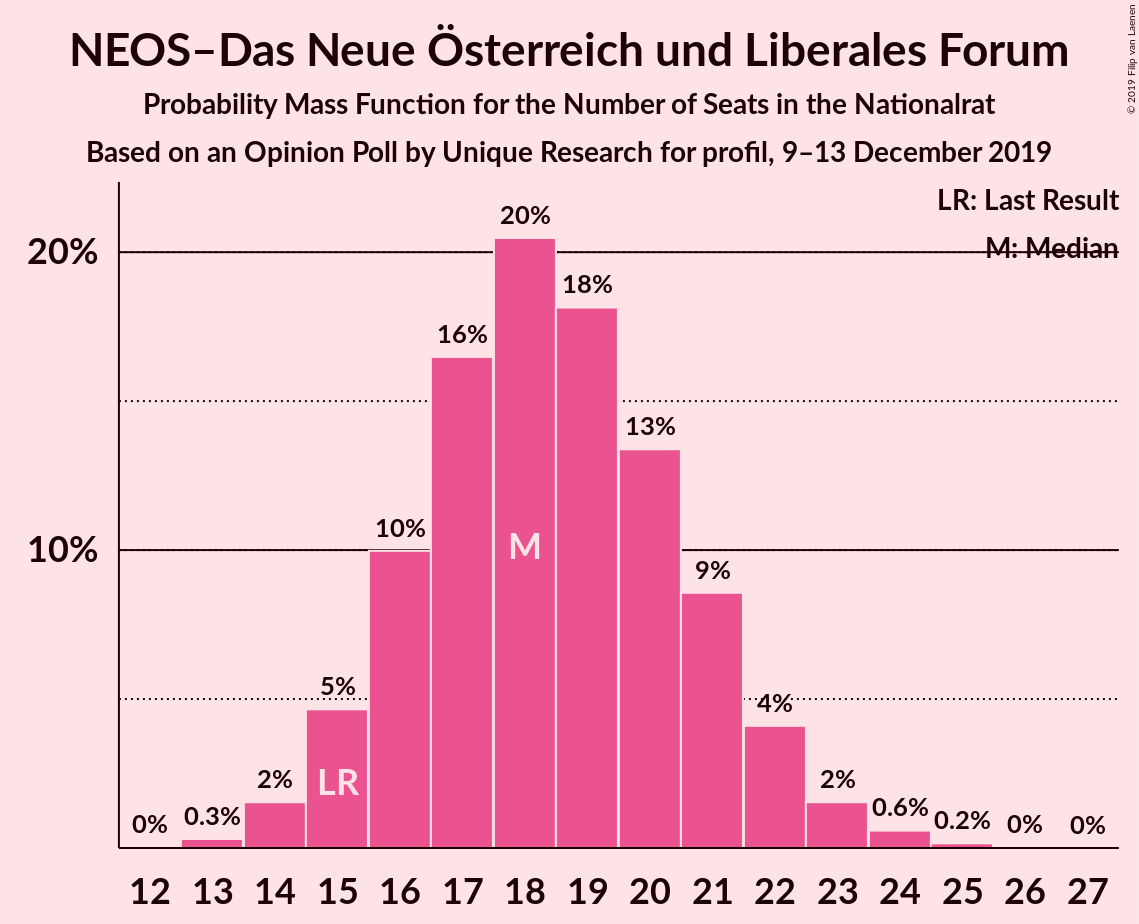 NEOS–Das Neue Österreich und Liberales Forum
Probability Mass Function for the Number of Seats in the Nationalrat
Based on an Opinion Poll by Unique Research for profil, 9–13 December 2019
© 2019 Filip van Laenen
LR: Last Result
M: Median
20%
10%
0%
0.3%
2%
5%
10%
16%
20%
18%
13%
9%
4%
2%
0.6%
0.2%
0%
0%
LR
M
12 13 14 15 16 17 18 19 20 21 22 23 24 25 26 27